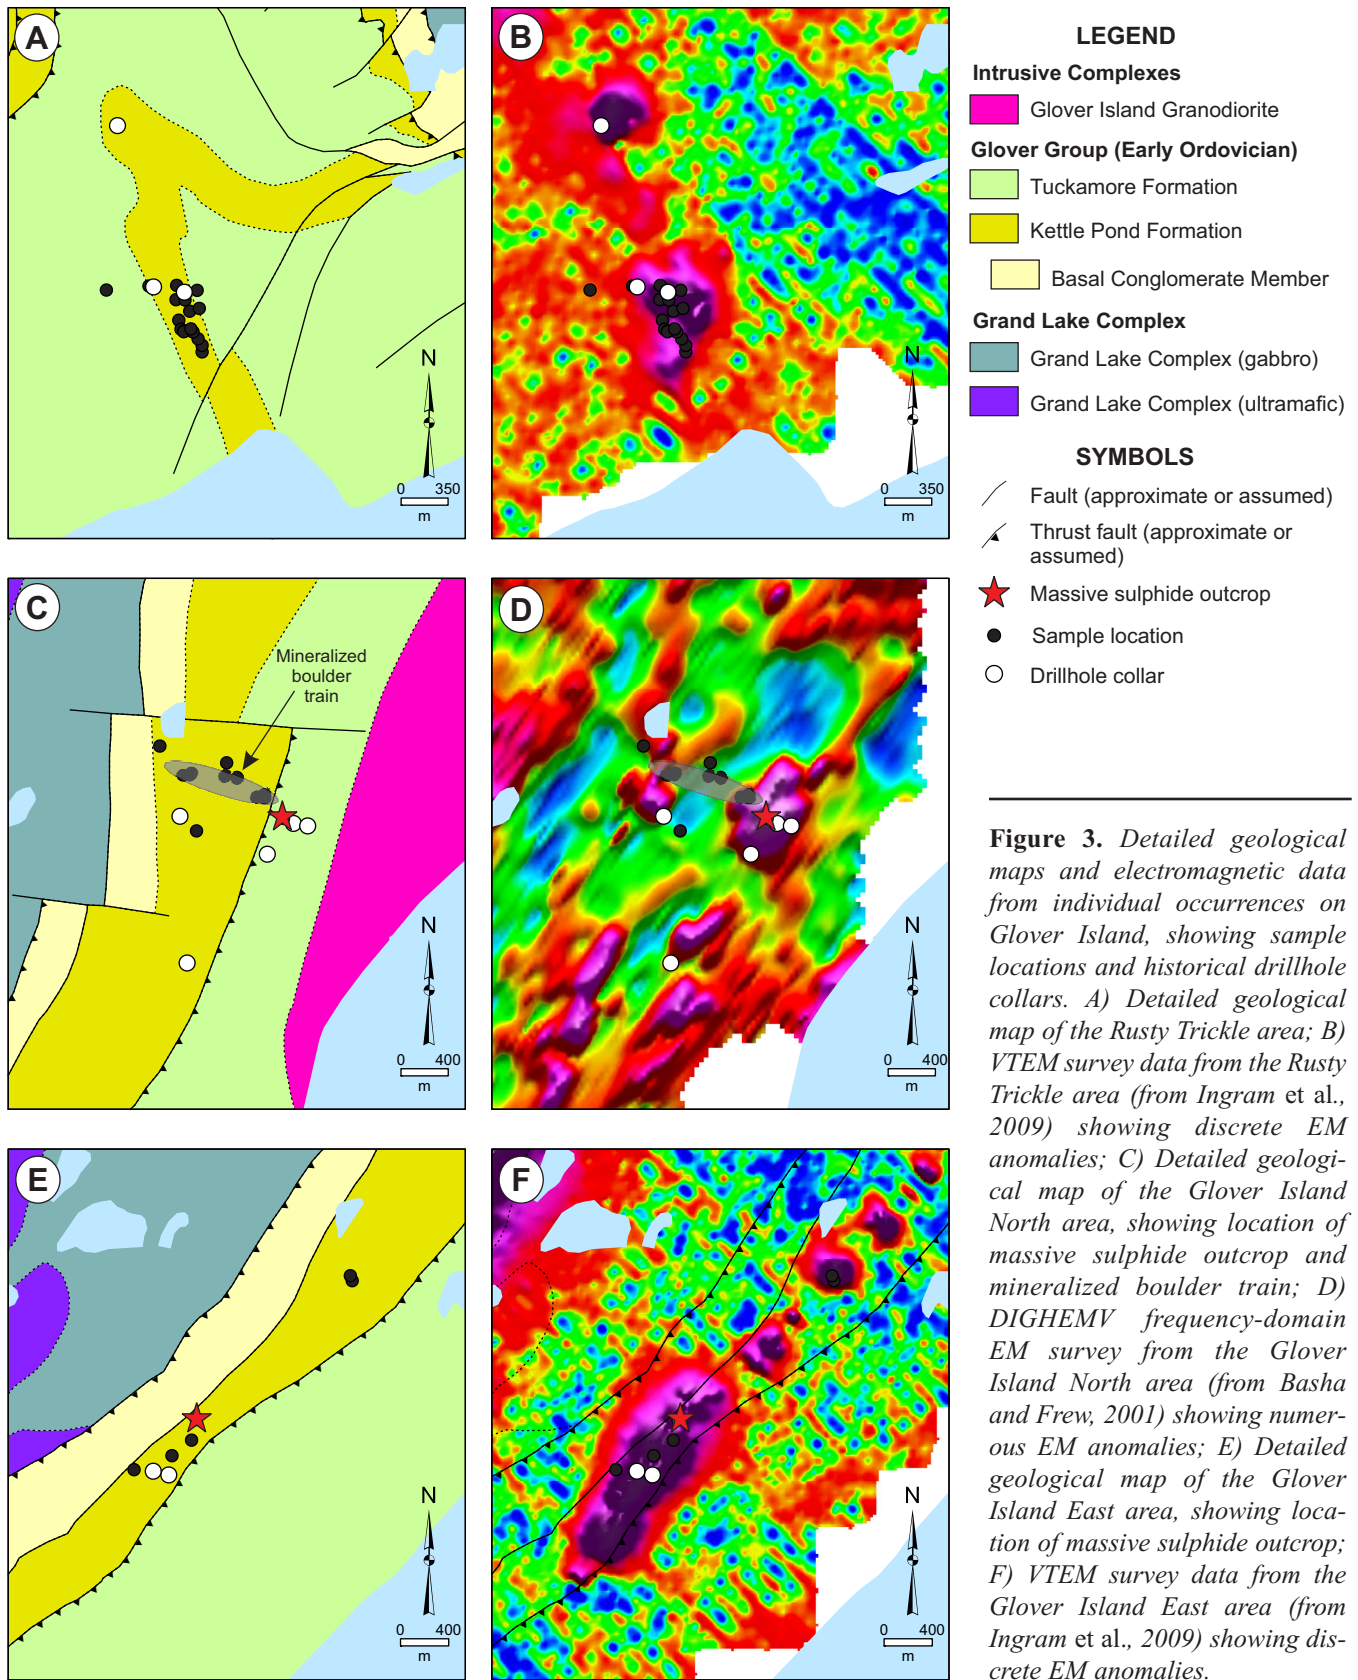 A
N
0 350
m
B
N
0 350
m
C
Mineralized
boulder
train
N
0 400
m
D
N
0 400
m
E
N
0 400
m
F
N
0 400
m
LEGEND
Intrusive Complexes
Glover Island Granodiorite
Glover Group (Early Ordovician)
Tuckamore Formation
Kettle Pond Formation
Basal Conglomerate Member
Grand Lake Complex
Grand Lake Complex (gabbro)
Grand Lake Complex (ultramafic)
SYMBOLS
Fault (approximate or assumed)
Thrust fault (approximate or
assumed)
Massive sulphide outcrop
Sample location
Drillhole collar
Figure 3. Detailed geological
maps and electromagnetic data
from individual occurrences on
Glover Island, showing sample
locations and historical drillhole
collars. A) Detailed geological
map of the Rusty Trickle area; B)
VTEM survey data from the Rusty
Trickle area (from Ingram et al.,
2009) showing discrete EM
anomalies; C) Detailed geologi-
cal map of the Glover Island
North area, showing location of
massive sulphide outcrop and
mineralized boulder train; D)
DIGHEMV frequency-domain
EM survey from the Glover
Island North area (from Basha
and Frew, 2001) showing numer-
ous EM anomalies; E) Detailed
geological map of the Glover
Island East area, showing loca-
tion of massive sulphide outcrop;
F) VTEM survey data from the
Glover Island East area (from
Ingram et al., 2009) showing dis-
crete EM anomalies.